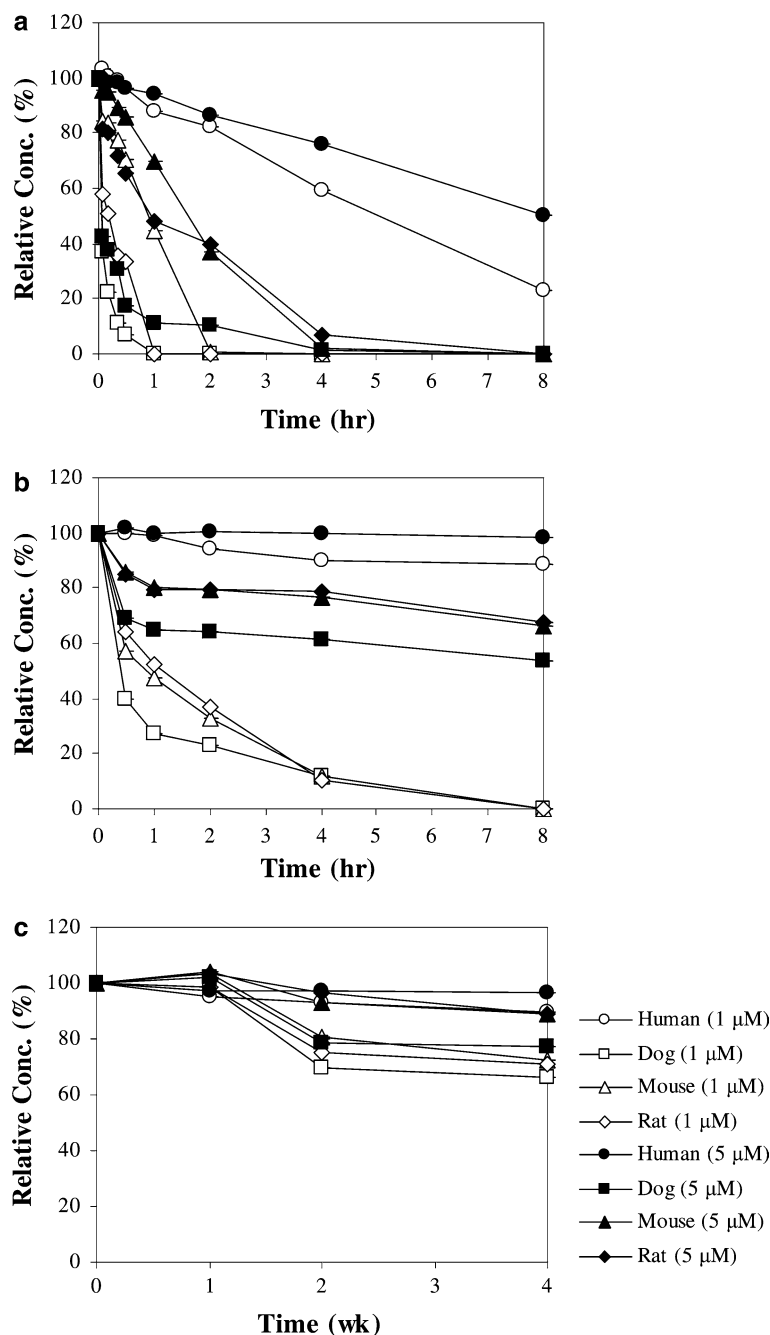 a
120
100
80
60
40
20
0
Relative Conc. (%)
0 1 2 3 4 5 6 7 8
Time (hr)
b
120
100
80
60
40
20
0
Relative Conc. (%)
0 1 2 3 4 5 6 7 8
Time (hr)
c
120
100
80
60
40
20
0
Relative Conc. (%)
0 1 2 3 4
Time (wk)
Human (1 μM)
Dog (1 μM)
Mouse (1 μM)
Rat (1 μM)
Human (5 μM)
Dog (5 μM)
Mouse (5 μM)
Rat (5 μM)